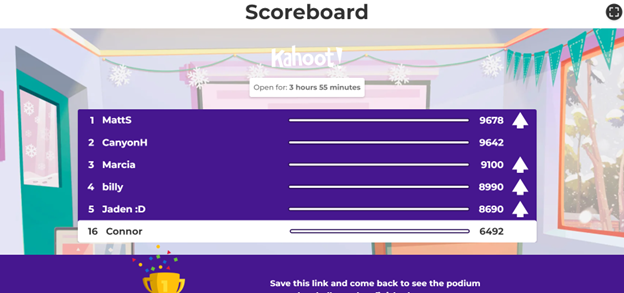 Scoreboard
Kahoot!
Open for: 3 hours 55 minutes
1 MattS 9678
2 CanyonH 9642
3 Marcia 9100
4 billy 8990
5 Jaden :D 8690
16 Connor 6492
1
Save this link and come back to see the podium